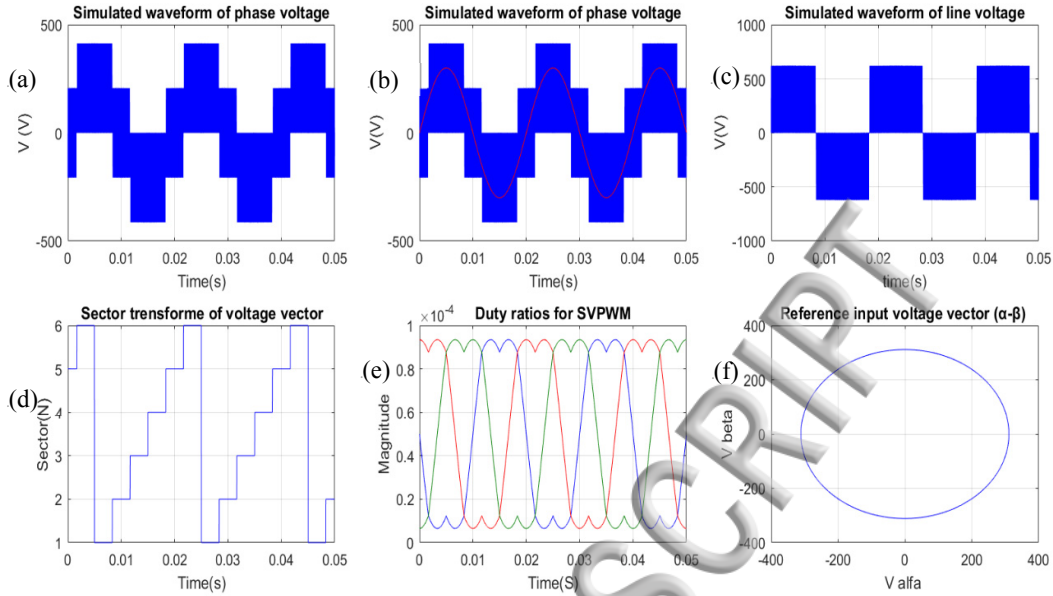 Simulated waveform of phase voltage
500
0
-500
V (V)
(a)
0 0.01 0.02 0.03 0.04 0.05
Time(s)
Simulated waveform of phase voltage
500
0
-500
V(V)
(b)
0 0.01 0.02 0.03 0.04 0.05
Time(s)
Simulated waveform of line voltage
1000
500
0
-500
-1000
V(V)
(c)
0 0.01 0.02 0.03 0.04 0.05
time(s)
Sector trensforme of voltage vector
6
5
4
3
2
1
Sector(N)
(d)
0 0.01 0.02 0.03 0.04 0.05
Time(s)
Duty ratios for SVPWM
×10-4
1
0.8
0.6
0.4
0.2
0
Magnitude
(e)
0 0.01 0.02 0.03 0.04 0.05
Time(S)
Reference input voltage vector (α-β)
400
200
0
-200
-400
V beta
(f)
-400 -200 0 200 400
V alfa
SCRIPT